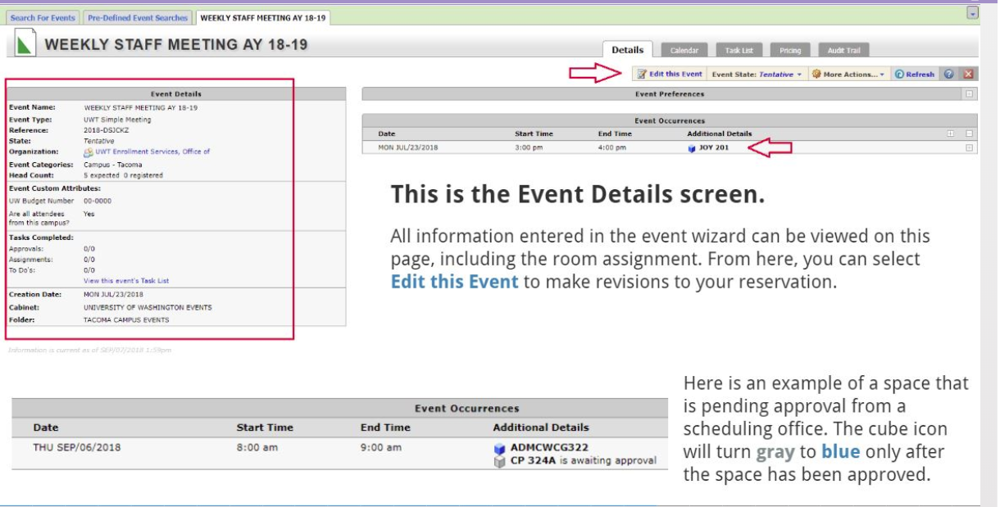 Search For Events Pre-Defined Event Searches WEEKLY STAFF MEETING AY 18-19
WEEKLY STAFF MEETING AY 18-19
Details Calendar Task List Pricing Audit Trail
Edit this Event Event State: Tentative More Actions... Refresh
Event Details
Event Name: WEEKLY STAFF MEETING AY 18-19
Event Type: UWT Simple Meeting
Reference: 2018-DSJCKZ
State: Tentative
Organization: UWT Enrollment Services, Office of
Event Categories: Campus - Tacoma
Head Count: 5 expected 0 registered
Event Custom Attributes:
UW Budget Number 00-0000
Are all attendees Yes
from this campus?
Tasks Completed:
Approvals: 0/0
Assignments: 0/0
To Do's: 0/0
View this event's Task List
Creation Date: MON JUL/23/2018
Cabinet: UNIVERSITY OF WASHINGTON EVENTS
Folder: TACOMA CAMPUS EVENTS
Information is current as of SEP/07/2018 1:59pm
Event Preferences
Event Occurrences
Date Start Time End Time Additional Details
MON JUL/23/2018 3:00 pm 4:00 pm JOY 201
This is the Event Details screen.
All information entered in the event wizard can be viewed on this
page, including the room assignment. From here, you can select
Edit this Event to make revisions to your reservation.
Event Occurrences
Date Start Time End Time Additional Details
THU SEP/06/2018 8:00 am 9:00 am ADMCWCG322
CP 324A is awaiting approval
Here is an example of a space that
is pending approval from a
scheduling office. The cube icon
will turn gray to blue only after
the space has been approved.